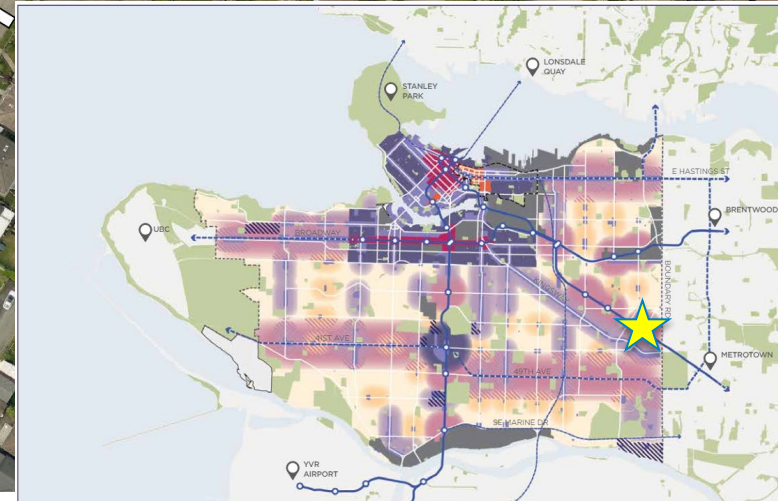 LONSDALE
QUAY
STANLEY
PARK
E HASTINGS ST
BRENTWOOD
UBC
BROADWAY
KINGSWAY
BOUNDARY RD
41ST AVE
49TH AVE
METROTOWN
SE MARINE DR
YVR
AIRPORT